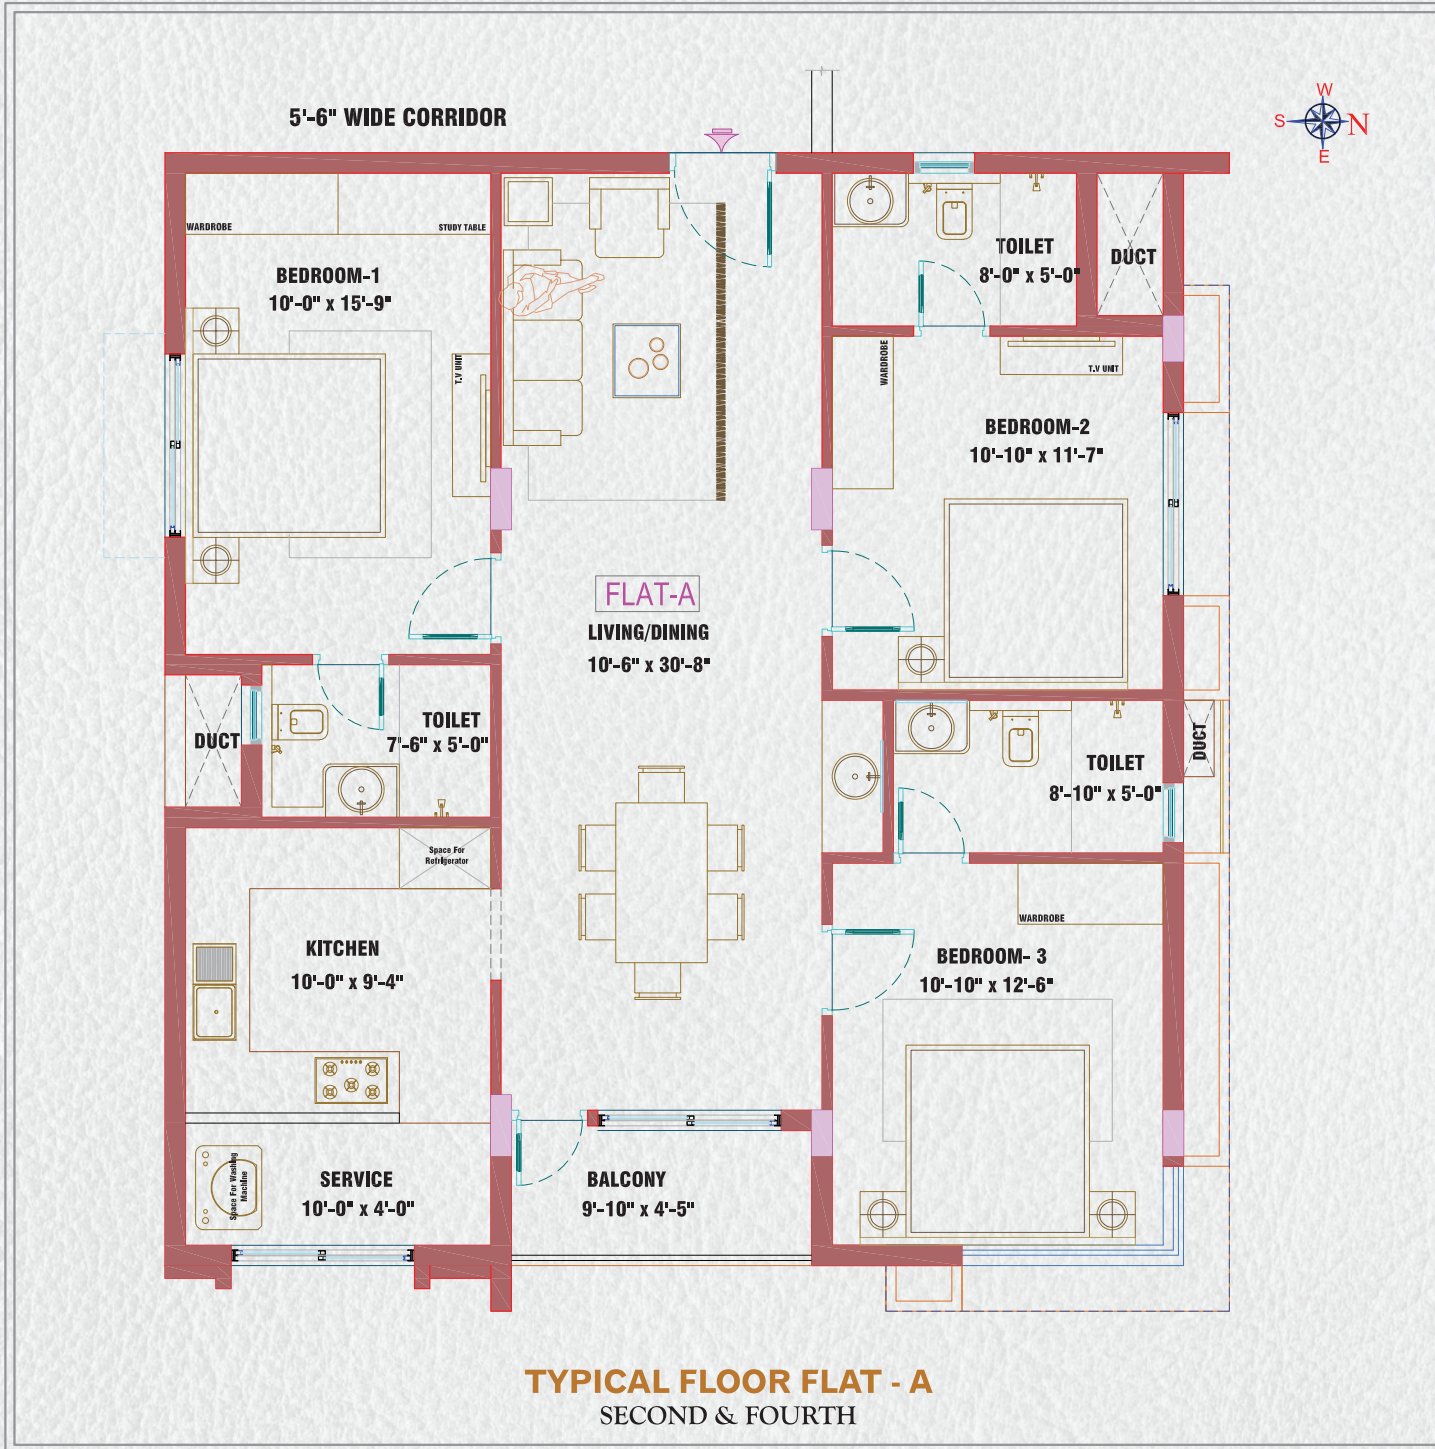 5'-6" WIDE CORRIDOR
W
S
N
E
WARDROBE
STUDY TABLE
BEDROOM-1
10'-0" x 15'-9"
T.V UNIT
TOILET
8'-0" x 5'-0"
DUCT
WARDROBE
T.V UNIT
BEDROOM-2
10'-10" x 11'-7"
FLAT-A
LIVING/DINING
10'-6" x 30'-8"
DUCT
TOILET
7'-6" x 5'-0"
DUCT
TOILET
8'-10" x 5'-0"
Space For
Refrigerator
KITCHEN
10'-0" x 9'-4"
WARDROBE
BEDROOM- 3
10'-10" x 12'-6"
Space For Washing
Machine
SERVICE
10'-0" x 4'-0"
BALCONY
9'-10" x 4'-5"
TYPICAL FLOOR FLAT - A
SECOND & FOURTH